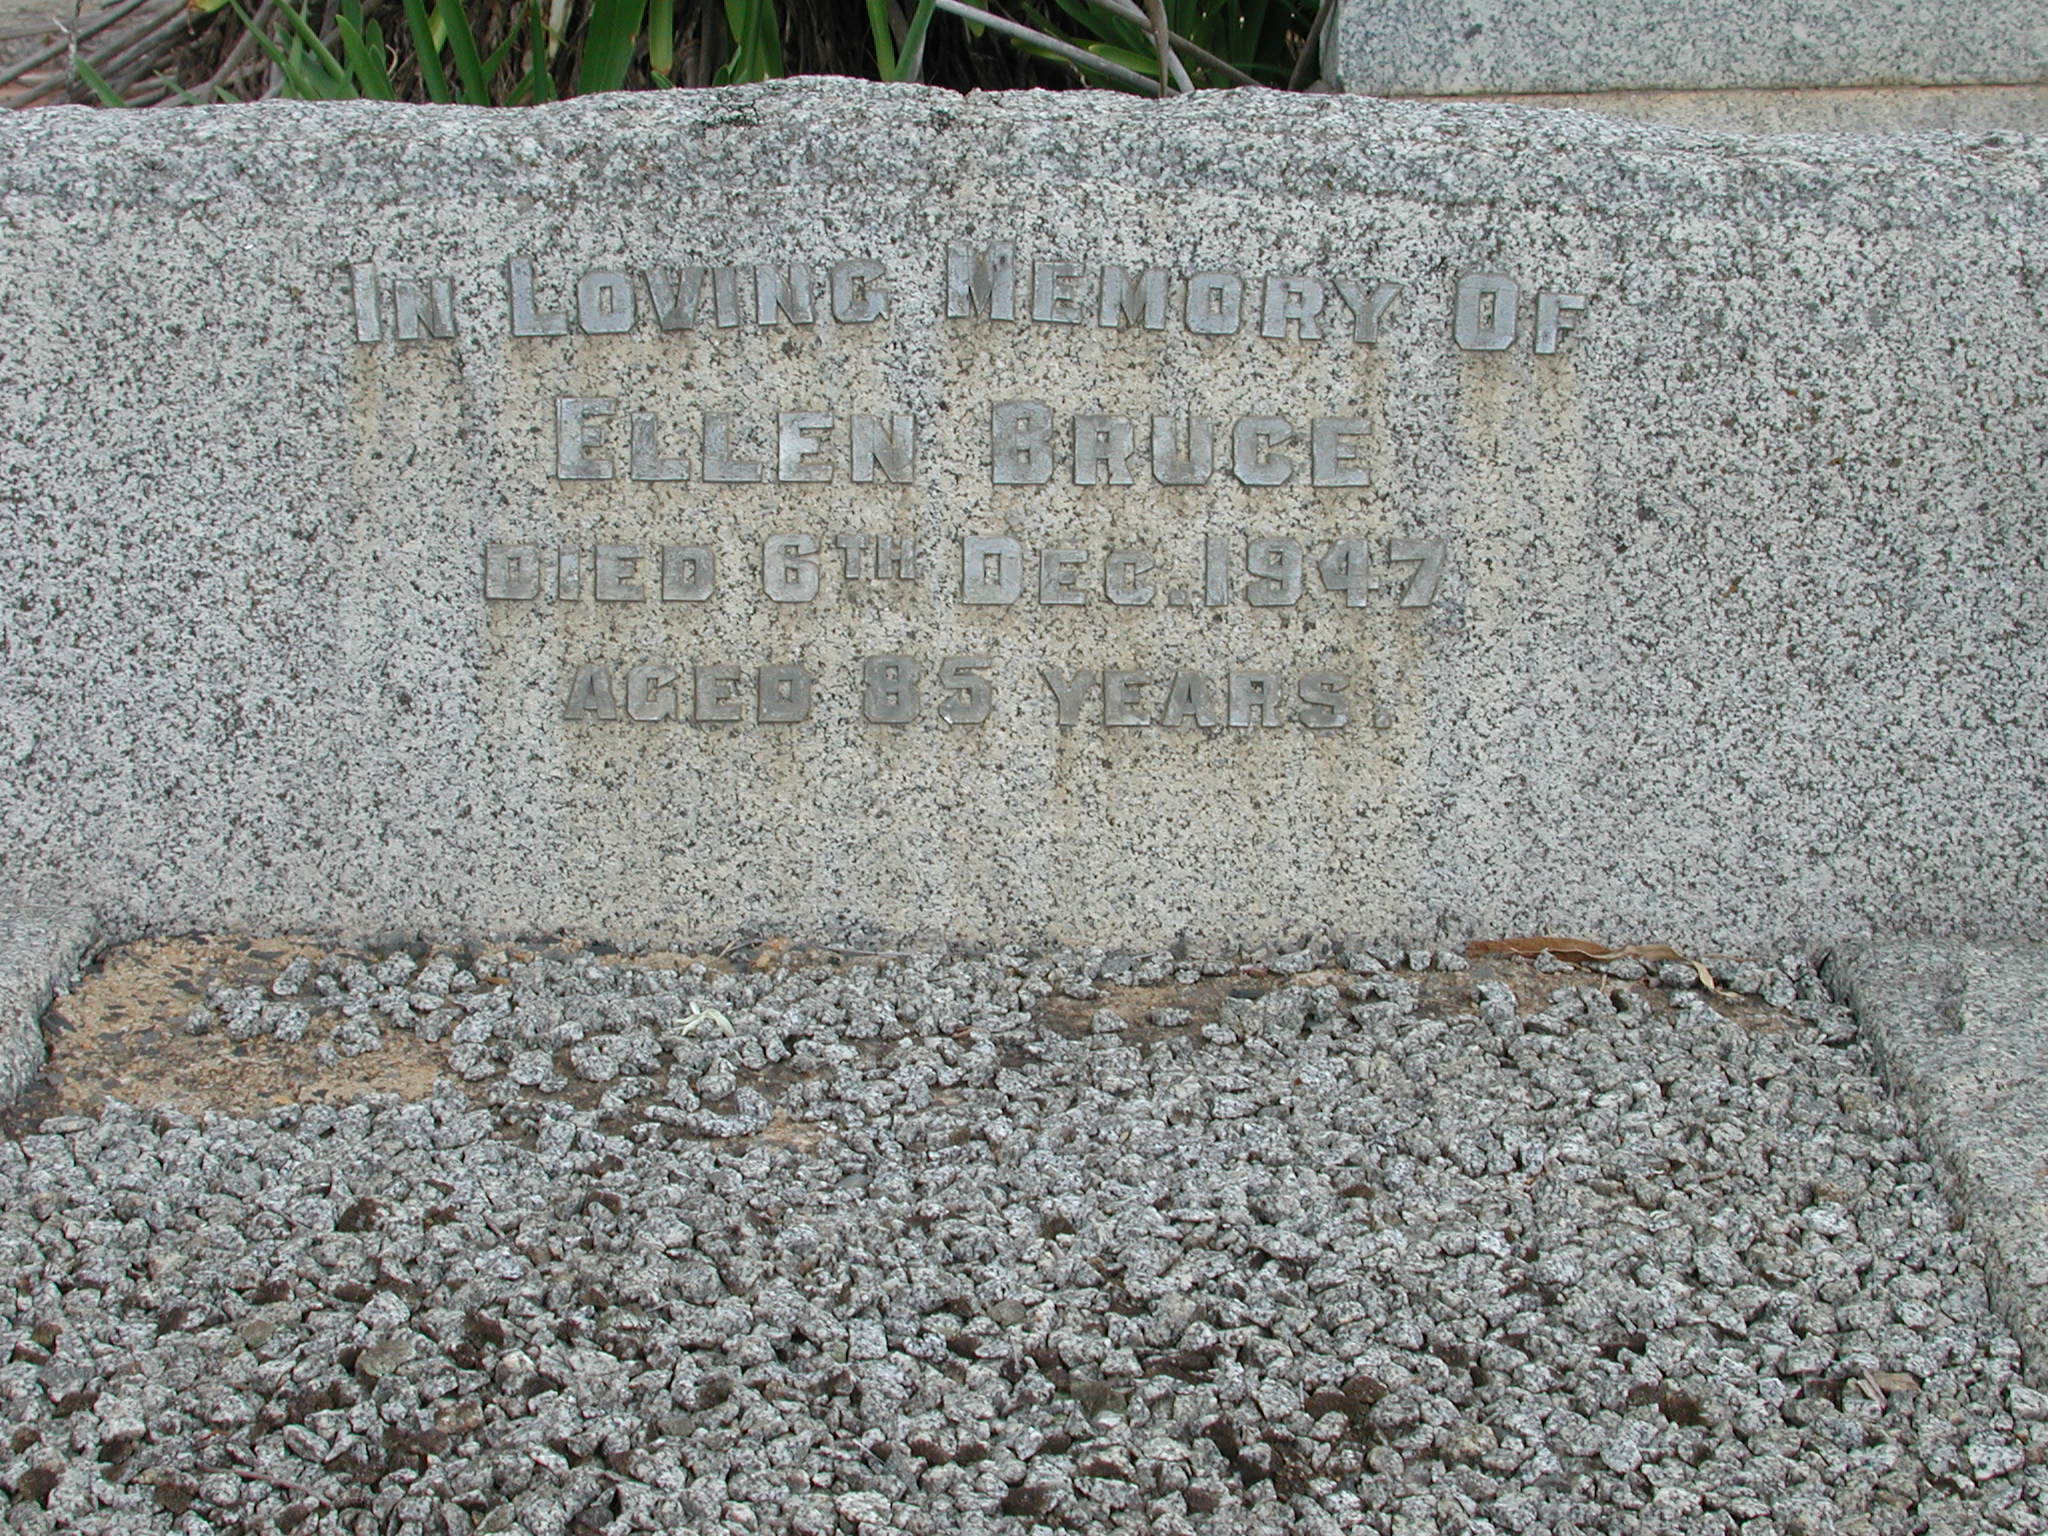 IN LOVING MEMORY OF
ELLEN BRUCE
DIED 6TH DEC. 1947
AGED 85 YEARS.